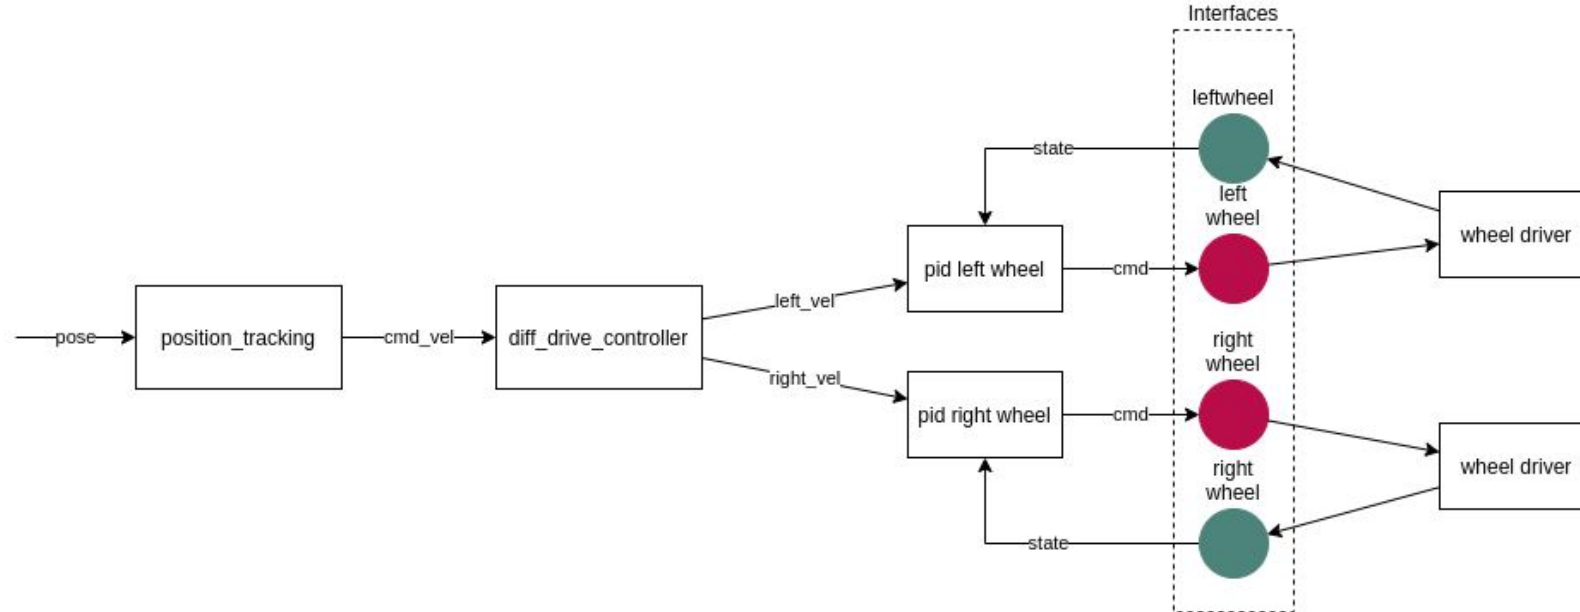 Interfaces
leftwheel
state
left
wheel
wheel driver
pid left wheel
cmd
left_vel
pose
position_tracking
cmd_vel
diff_drive_controller
right_vel
right
wheel
pid right wheel
cmd
wheel driver
right
wheel
state